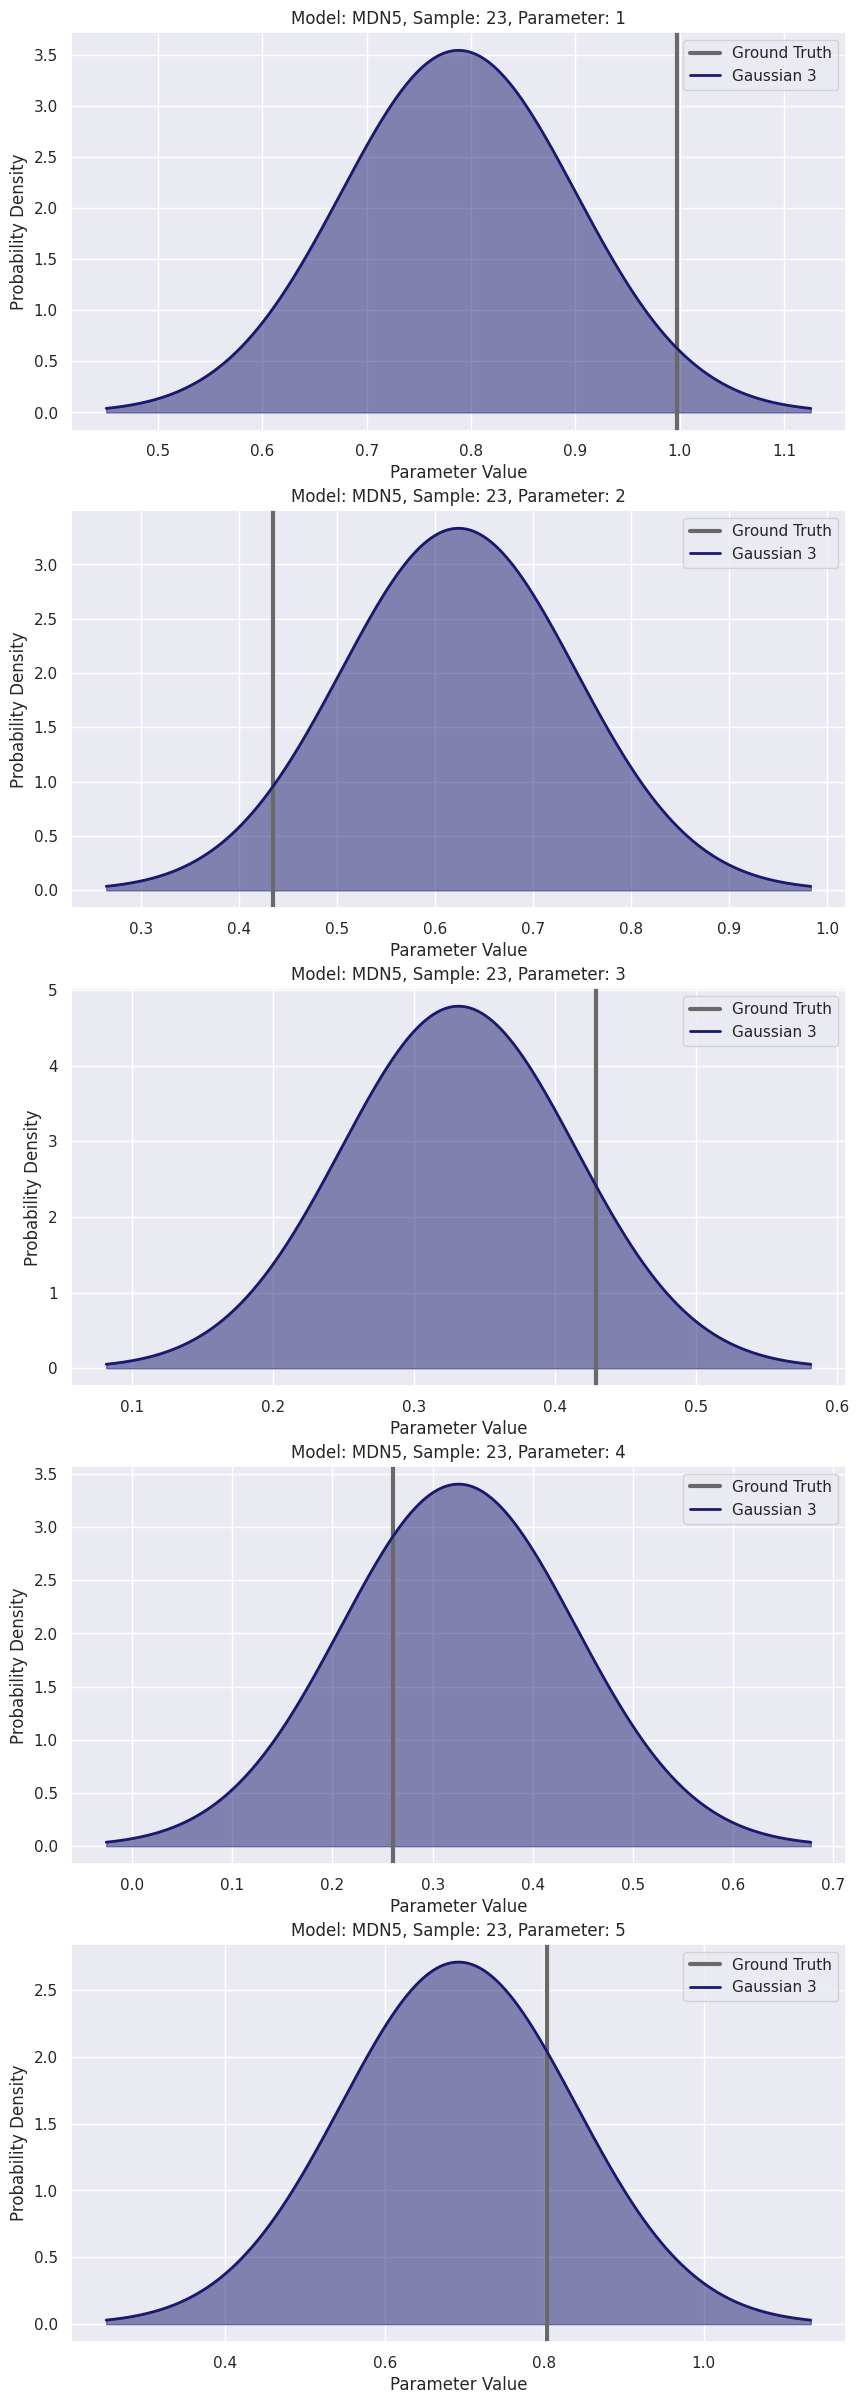 Model: MDN5, Sample: 23, Parameter: 1
3.5
3.0
2.5
2.0
1.5
1.0
0.5
0.0
Probability Density
Ground Truth
Gaussian 3
0.5 0.6 0.7 0.8 0.9 1.0 1.1
Parameter Value
Model: MDN5, Sample: 23, Parameter: 2
3.0
2.5
2.0
1.5
1.0
0.5
0.0
Probability Density
Ground Truth
Gaussian 3
0.3 0.4 0.5 0.6 0.7 0.8 0.9 1.0
Parameter Value
Model: MDN5, Sample: 23, Parameter: 3
5
4
3
2
1
0
Probability Density
Ground Truth
Gaussian 3
0.1 0.2 0.3 0.4 0.5 0.6
Parameter Value
Model: MDN5, Sample: 23, Parameter: 4
3.5
3.0
2.5
2.0
1.5
1.0
0.5
0.0
Probability Density
Ground Truth
Gaussian 3
0.0 0.1 0.2 0.3 0.4 0.5 0.6 0.7
Parameter Value
Model: MDN5, Sample: 23, Parameter: 5
2.5
2.0
1.5
1.0
0.5
0.0
Probability Density
Ground Truth
Gaussian 3
0.4 0.6 0.8 1.0
Parameter Value